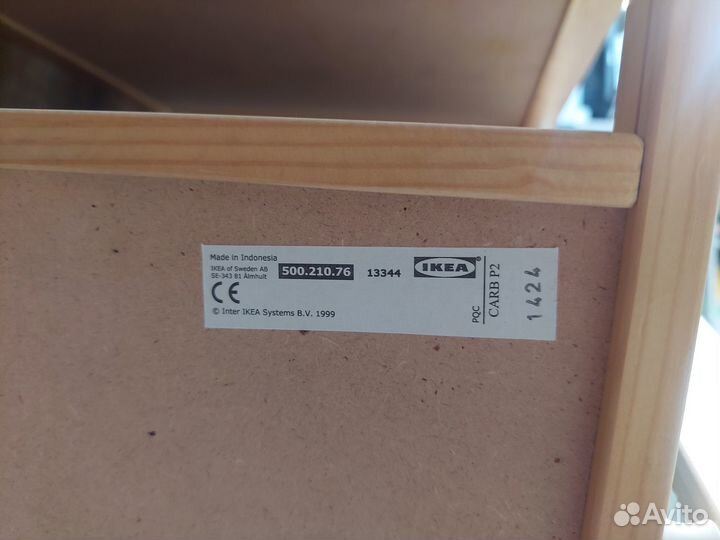 Made in Indonesia
IKEA of Sweden AB
SE-343 81 Älmhult
500.210.76
13344
IKEA
CE
© Inter IKEA Systems B.V. 1999
PQC
CARB P2
1424
Avito